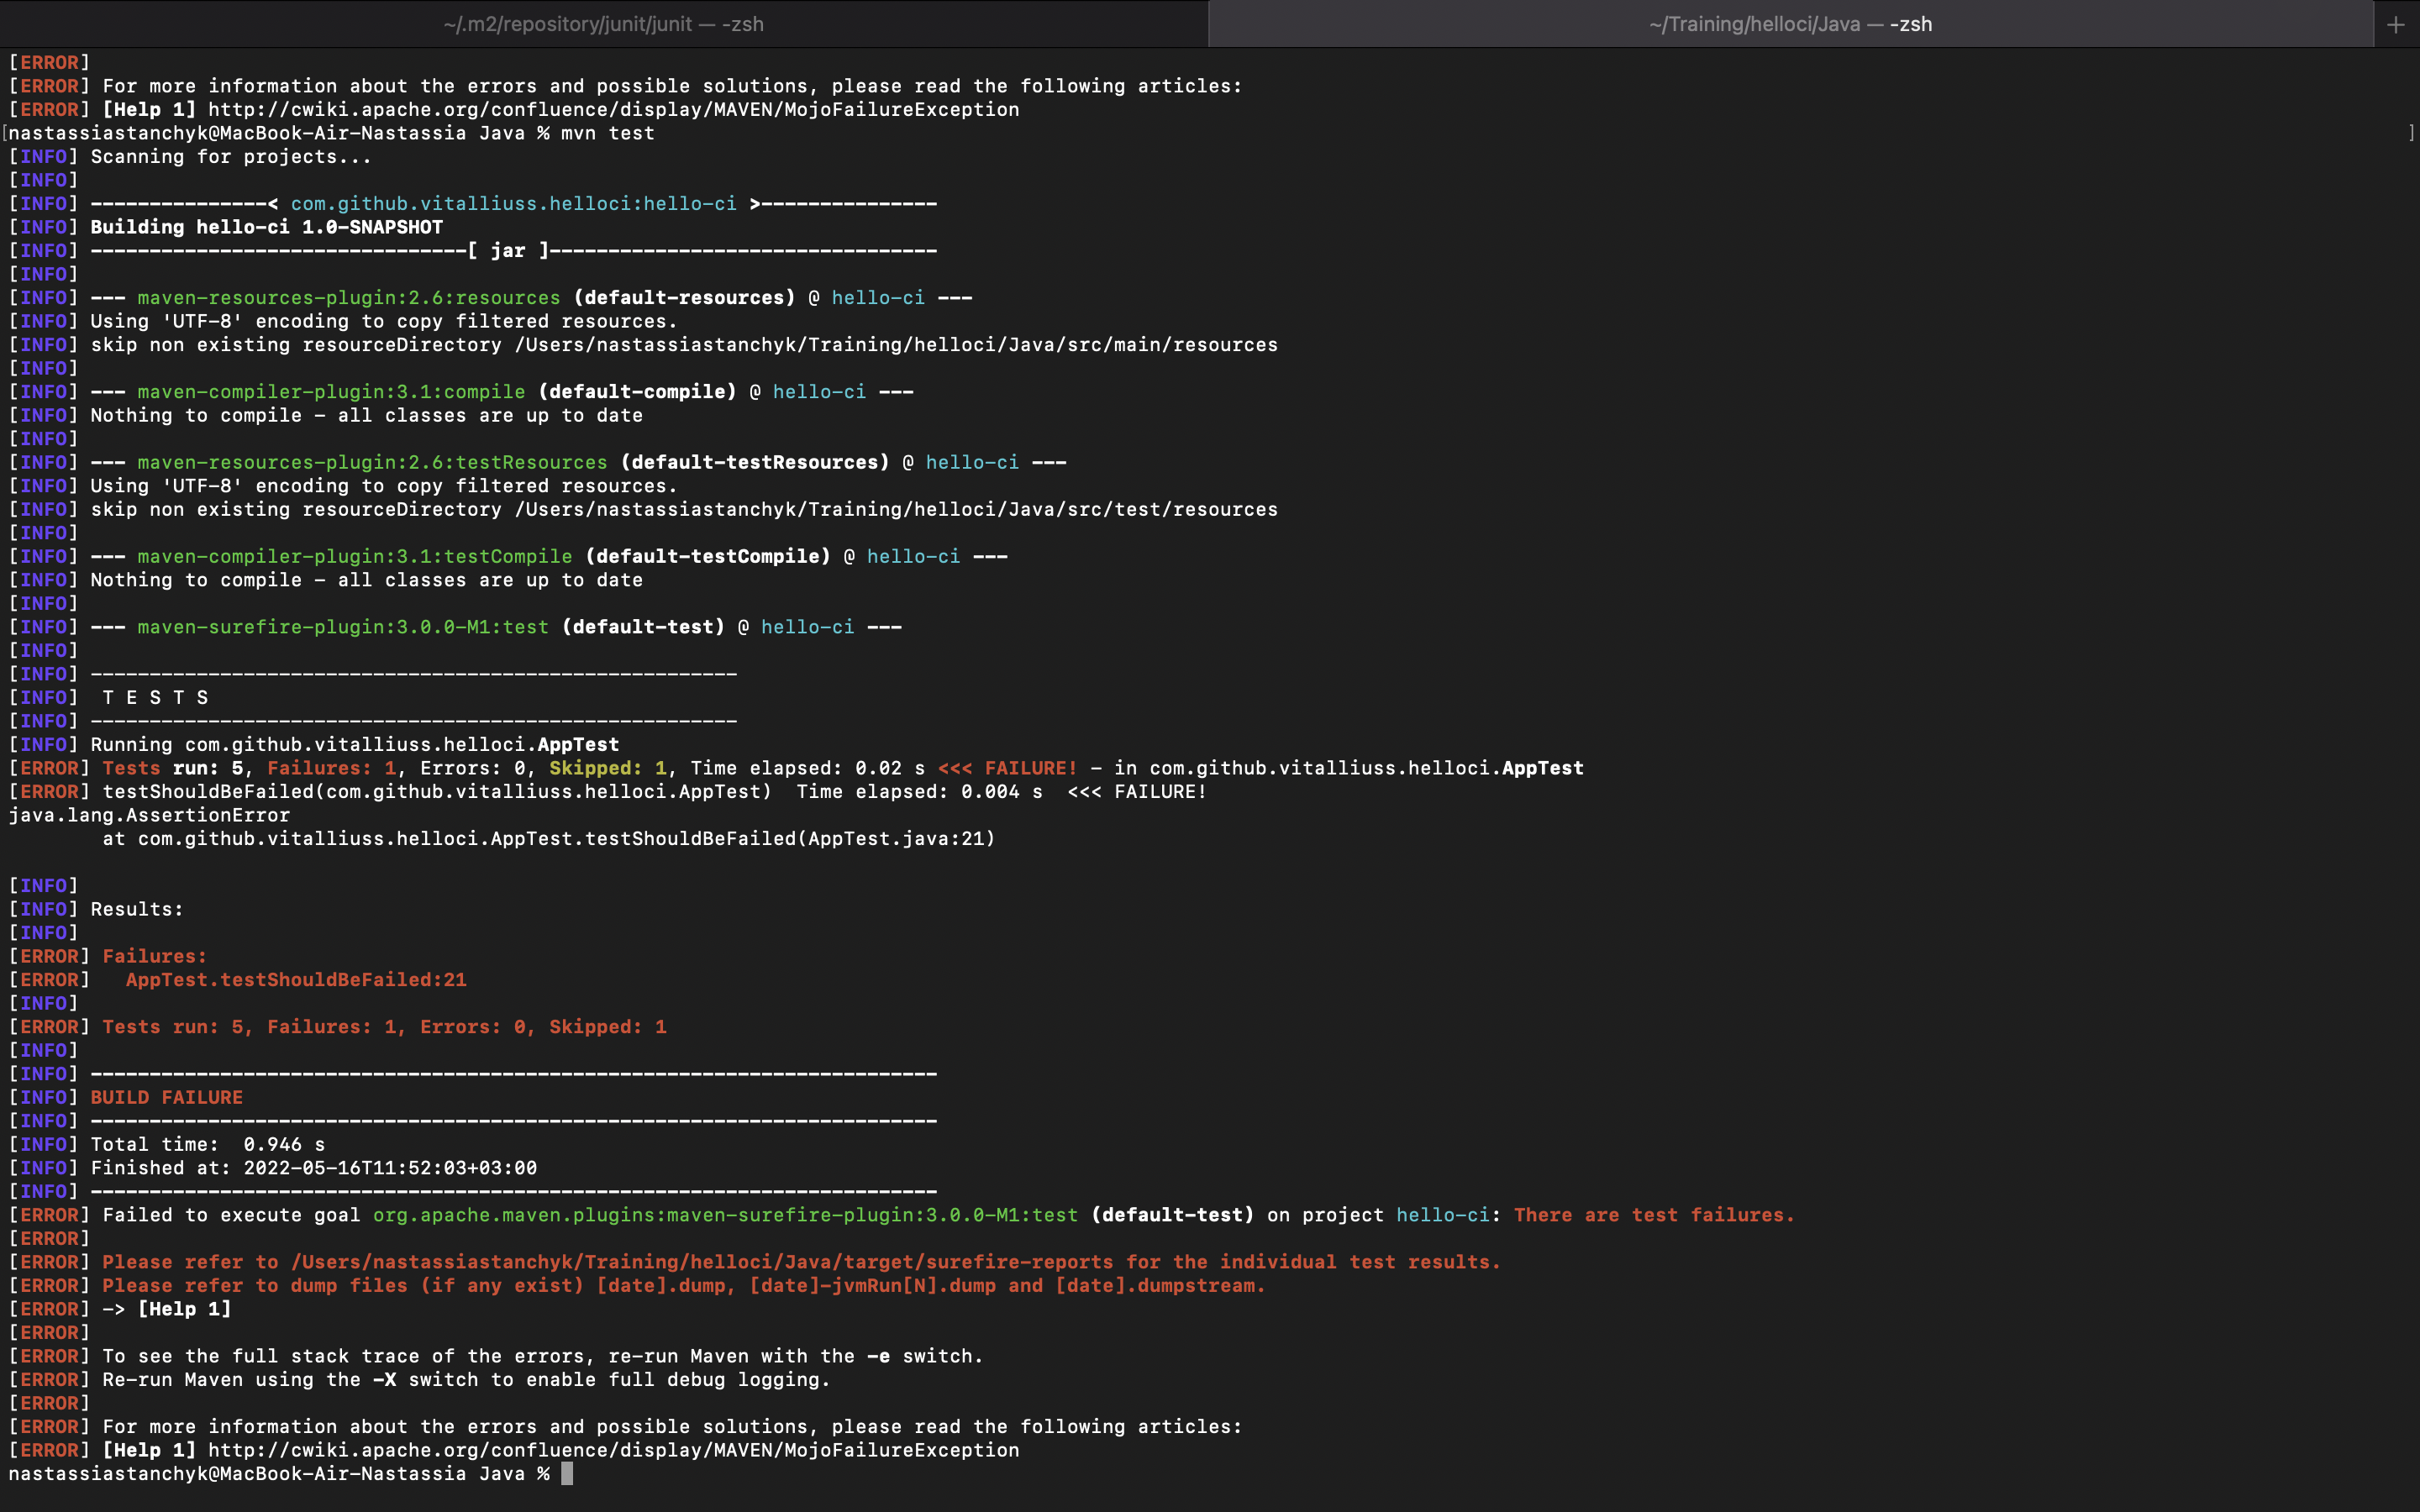 ~/.m2/repository/junit/junit — -zsh
~/Training/helloci/Java — -zsh
+
[ERROR]
[ERROR] For more information about the errors and possible solutions, please read the following articles:
[ERROR] [Help 1] http://cwiki.apache.org/confluence/display/MAVEN/MojoFailureException
[nastassiastanchyk@MacBook-Air-Nastassia Java % mvn test ]
[INFO] Scanning for projects...
[INFO]
[INFO] ---------------< com.github.vitalliuss.helloci:hello-ci >---------------
[INFO] Building hello-ci 1.0-SNAPSHOT
[INFO] --------------------------------[ jar ]---------------------------------
[INFO]
[INFO] --- maven-resources-plugin:2.6:resources (default-resources) @ hello-ci ---
[INFO] Using 'UTF-8' encoding to copy filtered resources.
[INFO] skip non existing resourceDirectory /Users/nastassiastanchyk/Training/helloci/Java/src/main/resources
[INFO]
[INFO] --- maven-compiler-plugin:3.1:compile (default-compile) @ hello-ci ---
[INFO] Nothing to compile - all classes are up to date
[INFO]
[INFO] --- maven-resources-plugin:2.6:testResources (default-testResources) @ hello-ci ---
[INFO] Using 'UTF-8' encoding to copy filtered resources.
[INFO] skip non existing resourceDirectory /Users/nastassiastanchyk/Training/helloci/Java/src/test/resources
[INFO]
[INFO] --- maven-compiler-plugin:3.1:testCompile (default-testCompile) @ hello-ci ---
[INFO] Nothing to compile - all classes are up to date
[INFO]
[INFO] --- maven-surefire-plugin:3.0.0-M1:test (default-test) @ hello-ci ---
[INFO]
[INFO] -------------------------------------------------------
[INFO]  T E S T S
[INFO] -------------------------------------------------------
[INFO] Running com.github.vitalliuss.helloci.AppTest
[ERROR] Tests run: 5, Failures: 1, Errors: 0, Skipped: 1, Time elapsed: 0.02 s <<< FAILURE! - in com.github.vitalliuss.helloci.AppTest
[ERROR] testShouldBeFailed(com.github.vitalliuss.helloci.AppTest)  Time elapsed: 0.004 s  <<< FAILURE!
java.lang.AssertionError
        at com.github.vitalliuss.helloci.AppTest.testShouldBeFailed(AppTest.java:21)
[INFO]
[INFO] Results:
[INFO]
[ERROR] Failures:
[ERROR]   AppTest.testShouldBeFailed:21
[INFO]
[ERROR] Tests run: 5, Failures: 1, Errors: 0, Skipped: 1
[INFO]
[INFO] ------------------------------------------------------------------------
[INFO] BUILD FAILURE
[INFO] ------------------------------------------------------------------------
[INFO] Total time:  0.946 s
[INFO] Finished at: 2022-05-16T11:52:03+03:00
[INFO] ------------------------------------------------------------------------
[ERROR] Failed to execute goal org.apache.maven.plugins:maven-surefire-plugin:3.0.0-M1:test (default-test) on project hello-ci: There are test failures.
[ERROR]
[ERROR] Please refer to /Users/nastassiastanchyk/Training/helloci/Java/target/surefire-reports for the individual test results.
[ERROR] Please refer to dump files (if any exist) [date].dump, [date]-jvmRun[N].dump and [date].dumpstream.
[ERROR] -> [Help 1]
[ERROR]
[ERROR] To see the full stack trace of the errors, re-run Maven with the -e switch.
[ERROR] Re-run Maven using the -X switch to enable full debug logging.
[ERROR]
[ERROR] For more information about the errors and possible solutions, please read the following articles:
[ERROR] [Help 1] http://cwiki.apache.org/confluence/display/MAVEN/MojoFailureException
nastassiastanchyk@MacBook-Air-Nastassia Java %